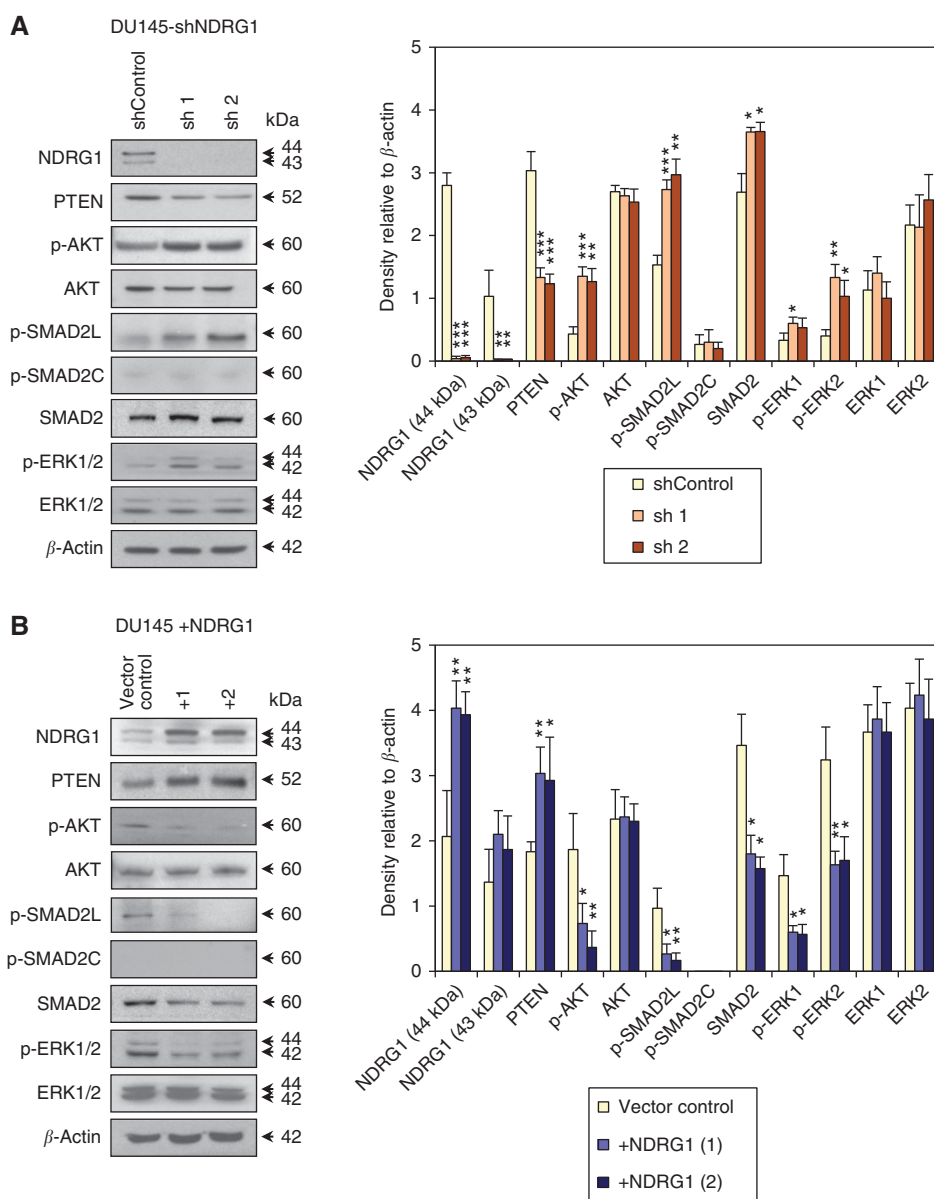 A
DU145-shNDRG1
shControl
sh 1
sh 2
kDa
NDRG1
44
43
PTEN
52
p-AKT
60
AKT
60
p-SMAD2L
60
p-SMAD2C
60
SMAD2
60
p-ERK1/2
44
42
ERK1/2
44
42
β-Actin
42
Density relative to β-actin
5
4
3
2
1
0
***
***
**
**
***
***
***
**
***
**
*
*
*
**
*
NDRG1 (44 kDa)
NDRG1 (43 kDa)
PTEN
p-AKT
AKT
p-SMAD2L
p-SMAD2C
SMAD2
p-ERK1
p-ERK2
ERK1
ERK2
shControl
sh 1
sh 2
B
DU145 +NDRG1
Vector
control
+1
+2
kDa
NDRG1
44
43
PTEN
52
p-AKT
60
AKT
60
p-SMAD2L
60
p-SMAD2C
60
SMAD2
60
p-ERK1/2
44
42
ERK1/2
44
42
β-Actin
42
Density relative to β-actin
5
4
3
2
1
0
**
**
**
*
*
**
*
**
*
*
*
*
**
*
NDRG1 (44 kDa)
NDRG1 (43 kDa)
PTEN
p-AKT
AKT
p-SMAD2L
p-SMAD2C
SMAD2
p-ERK1
p-ERK2
ERK1
ERK2
Vector control
+NDRG1 (1)
+NDRG1 (2)